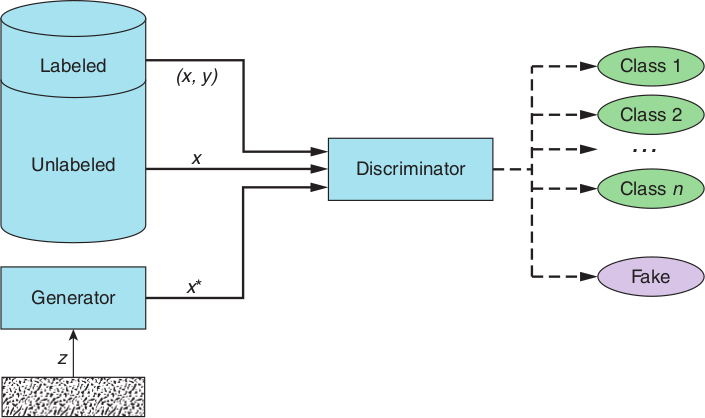 Labeled
(x, y)
Unlabeled
x
Discriminator
Class 1
Class 2
...
Class n
Fake
Generator
x*
z